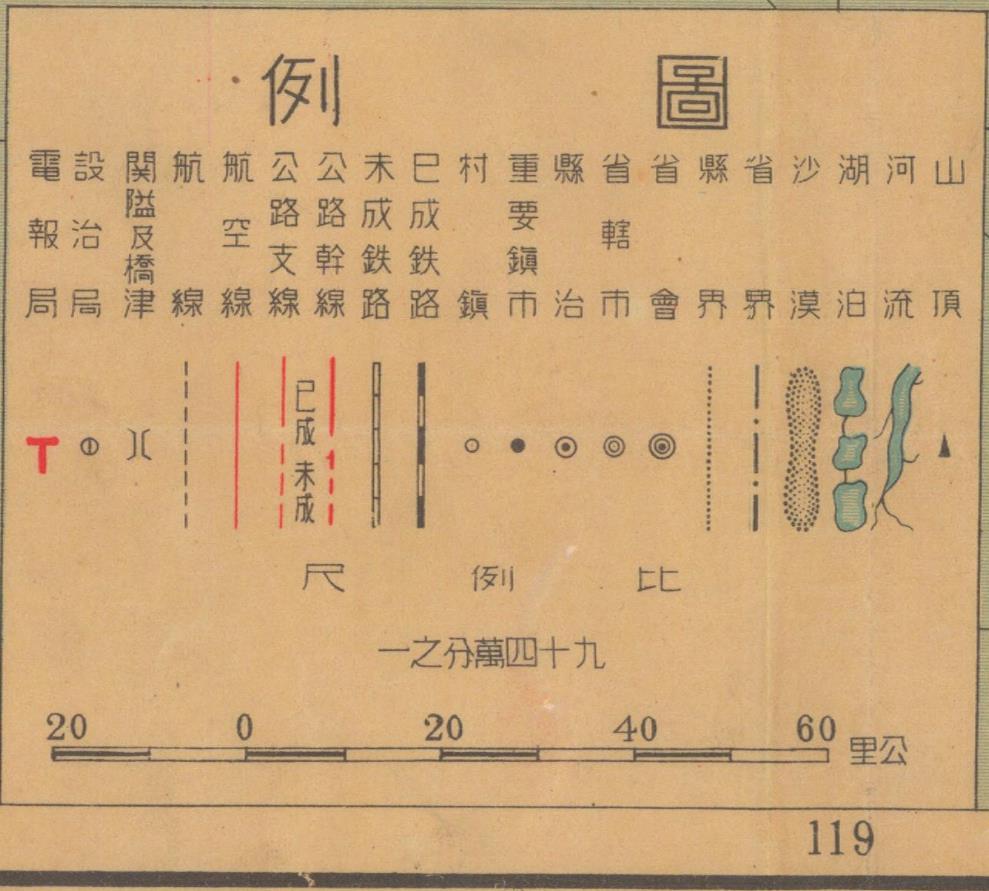 圖例
山頂
河流
湖泊
沙漠
省界
縣界
省會
省轄市
縣治
重要鎭市
村鎭
已成鉄路
未成鉄路
公路幹線
公路支線
航空線
航線
関隘及橋津
設治局
電報局
已成 未成
比例尺
九十四萬分之一
20 0 20 40 60 公里
119